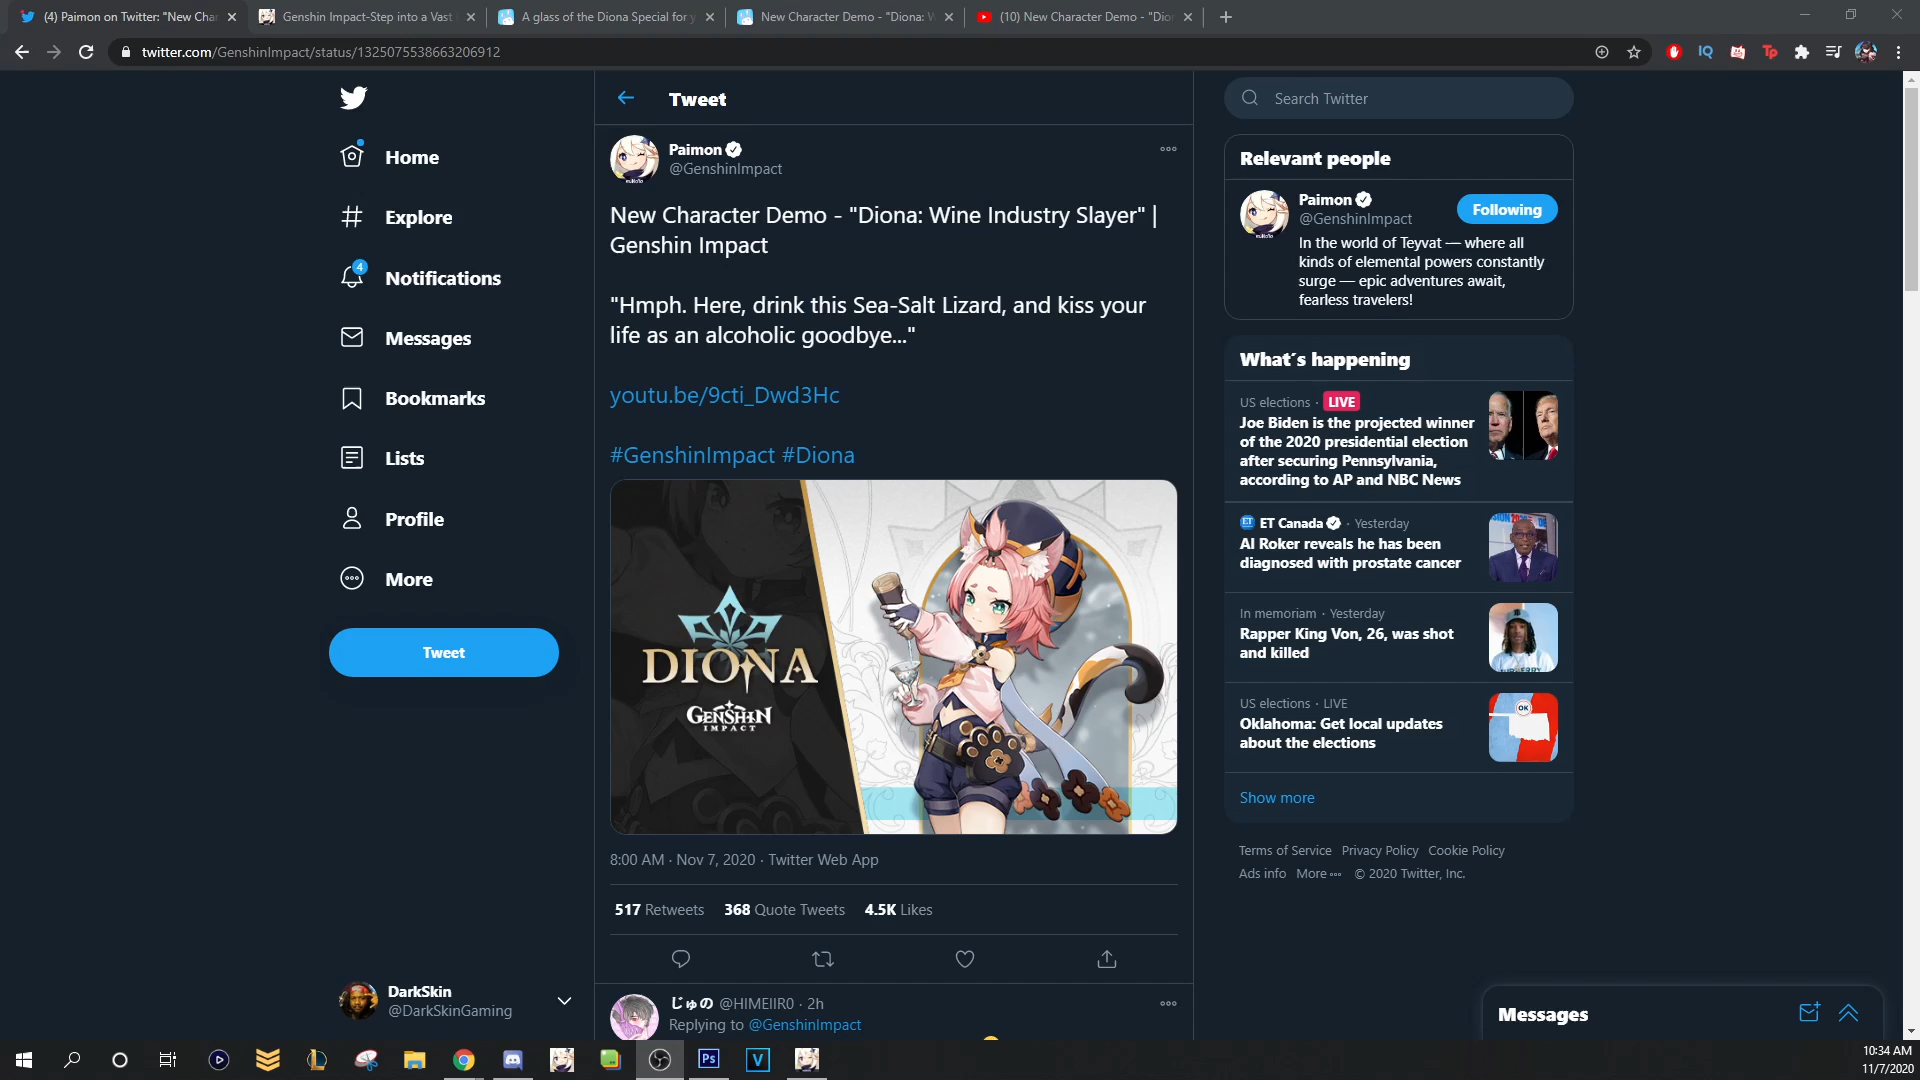 (4) Paimon on Twitter: "New Char
Genshin Impact-Step into a Vast
A glass of the Diona Special for y
New Character Demo - "Diona: W
(10) New Character Demo - "Dion
twitter.com/GenshinImpact/status/1325075538663206912
IQ
Tp
Home
Explore
4
Notifications
Messages
Bookmarks
Lists
Profile
More
Tweet
DarkSkin
@DarkSkinGaming
Tweet
Paimon
@GenshinImpact
New Character Demo - "Diona: Wine Industry Slayer" |
Genshin Impact
"Hmph. Here, drink this Sea-Salt Lizard, and kiss your
life as an alcoholic goodbye..."
youtu.be/9cti_Dwd3Hc
#GenshinImpact #Diona
DIONA
GENSHIN
IMPACT
8:00 AM · Nov 7, 2020 · Twitter Web App
517 Retweets 368 Quote Tweets 4.5K Likes
じゅの @HIMEIIR0 · 2h
Replying to @GenshinImpact
Search Twitter
Relevant people
Paimon
@GenshinImpact
Following
In the world of Teyvat — where all
kinds of elemental powers constantly
surge — epic adventures await,
fearless travelers!
What's happening
US elections · LIVE
Joe Biden is the projected winner
of the 2020 presidential election
after securing Pennsylvania,
according to AP and NBC News
ET ET Canada · Yesterday
Al Roker reveals he has been
diagnosed with prostate cancer
In memoriam · Yesterday
Rapper King Von, 26, was shot
and killed
US elections · LIVE
Oklahoma: Get local updates
about the elections
OK
Show more
Terms of Service Privacy Policy Cookie Policy
Ads info More © 2020 Twitter, Inc.
Messages
Ps
V
10:34 AM
11/7/2020